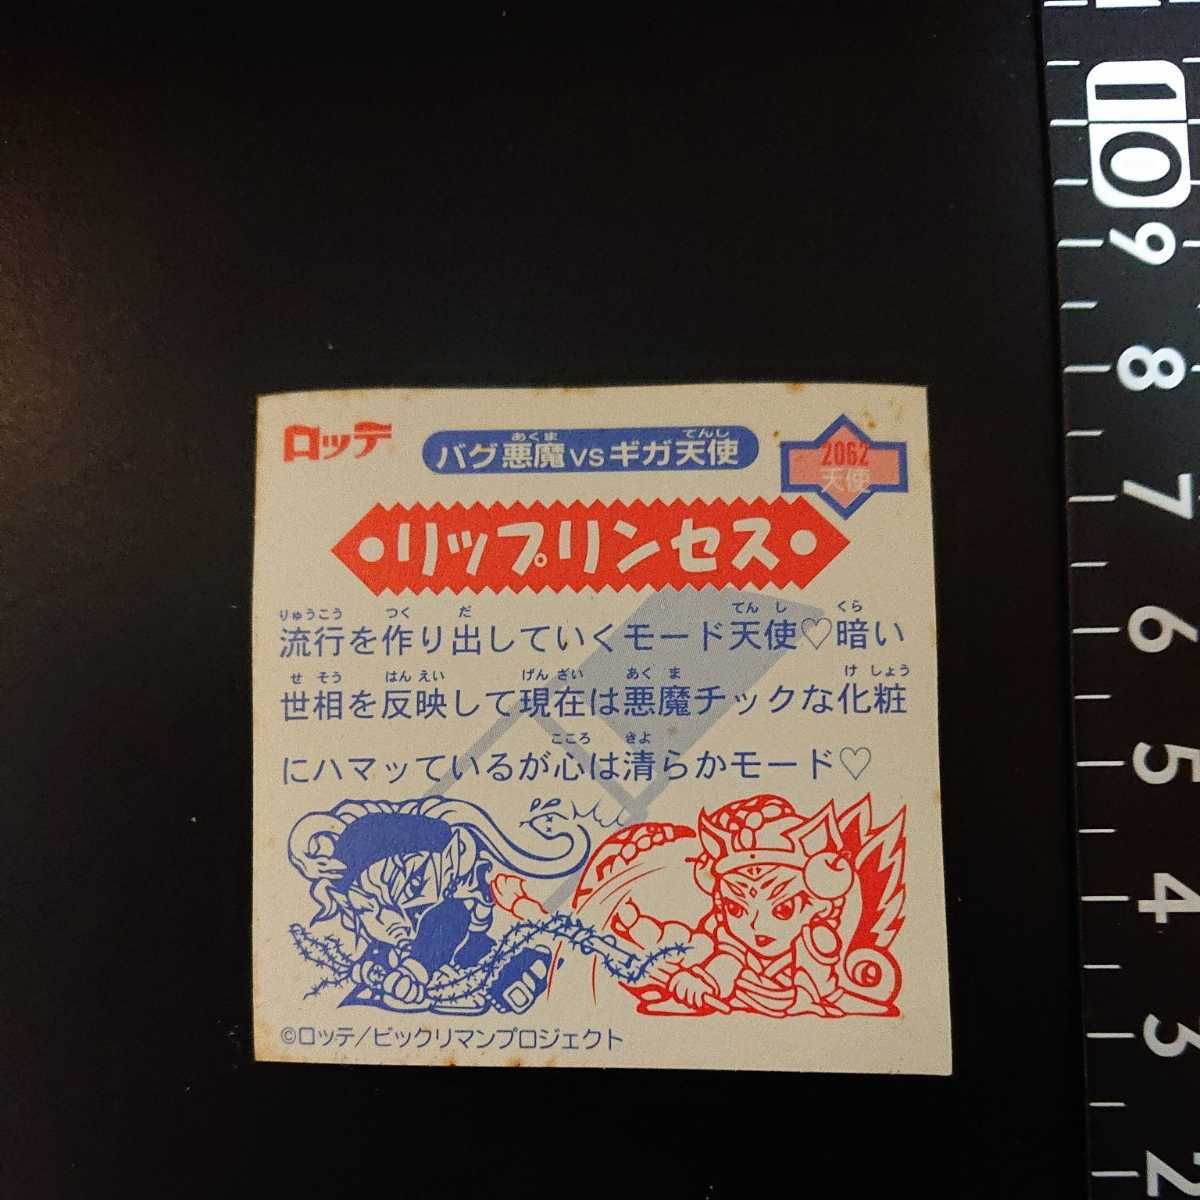 ロッテ
バグ悪魔vsギガ天使
あくま
てんし
2062
天使
・リップリンセス・
りゅうこう つく だ てん し くら
流行を作り出していくモード天使♡暗い
せ そう はん えい げん ざい あく ま け しょう
世相を反映して現在は悪魔チックな化粧
こころ きよ
にハマッているが心は清らかモード♡
©ロッテ/ビックリマンプロジェクト
10
9
8
7
6
5
4
3
2